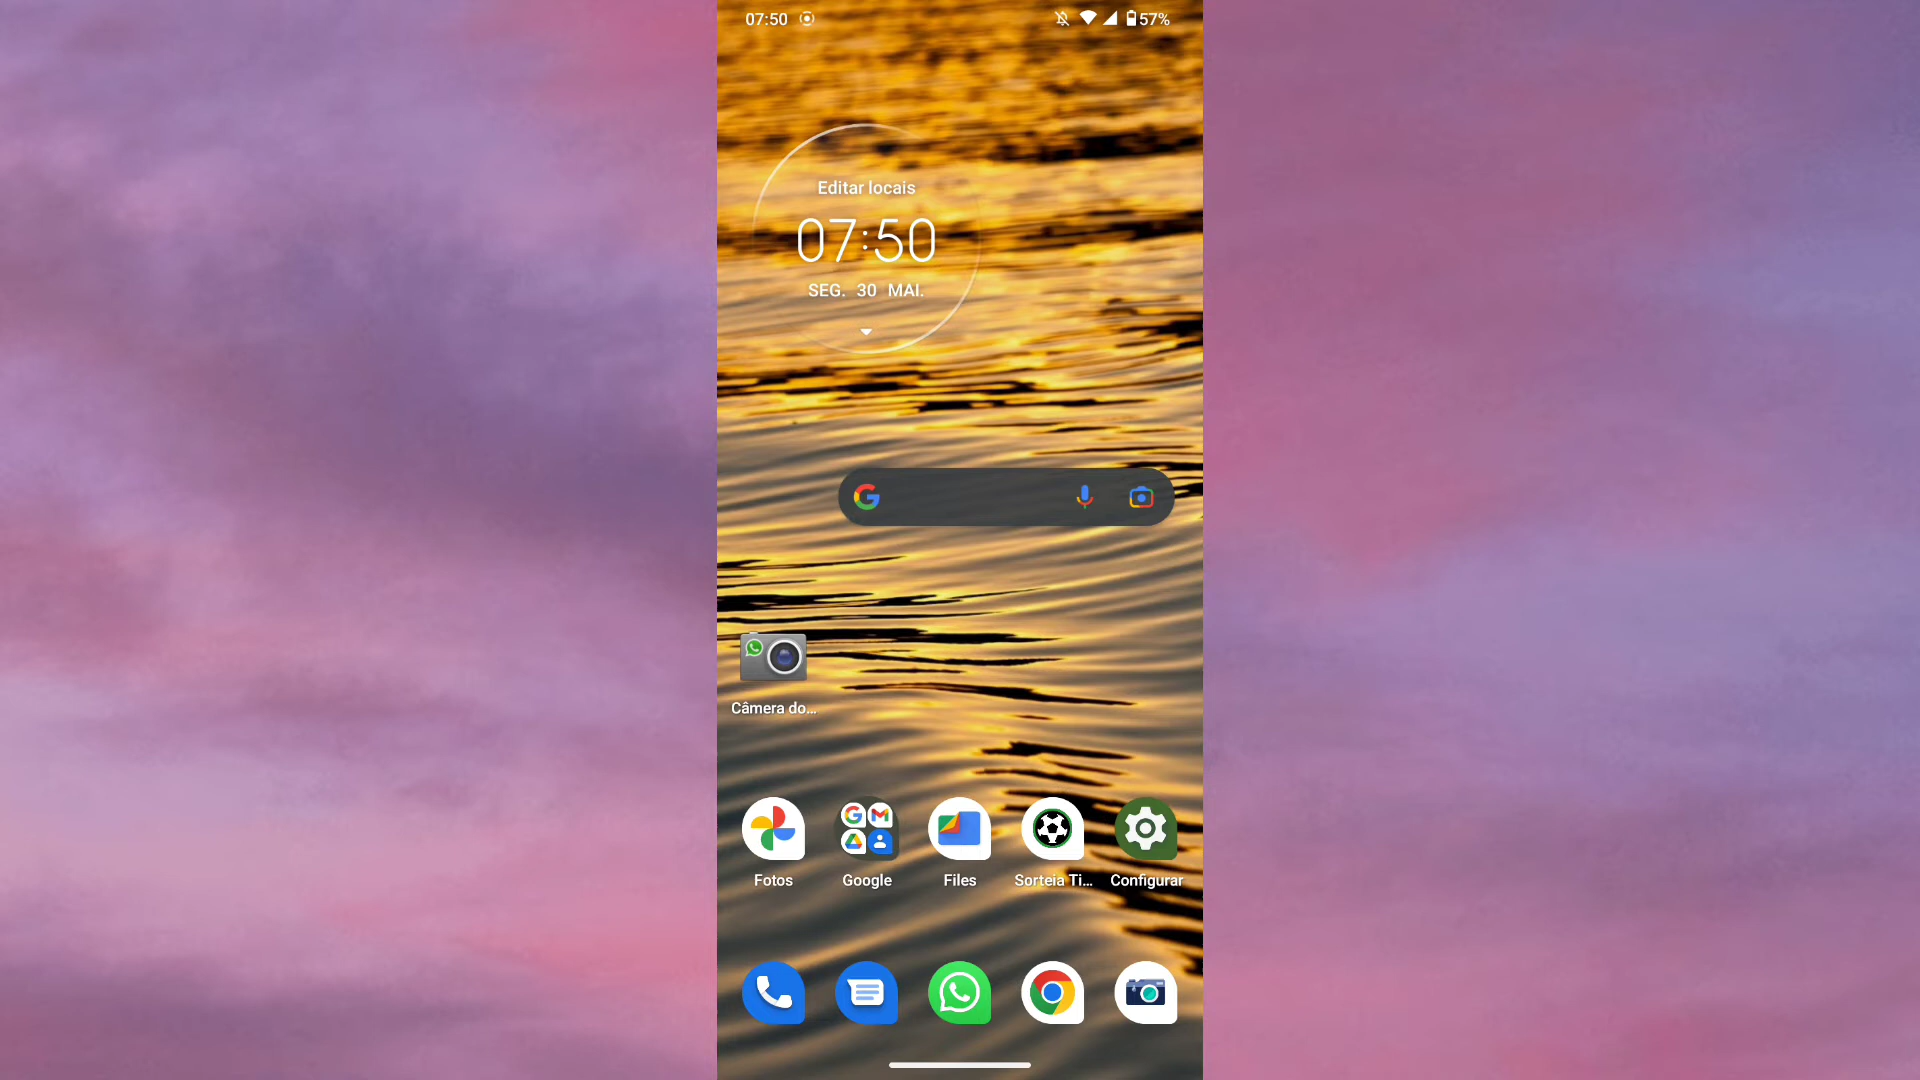 07:50 57%
Editar locais
07:50
SEG. 30 MAI.
Câmera do...
Fotos Google Files Sorteia Ti... Configurar